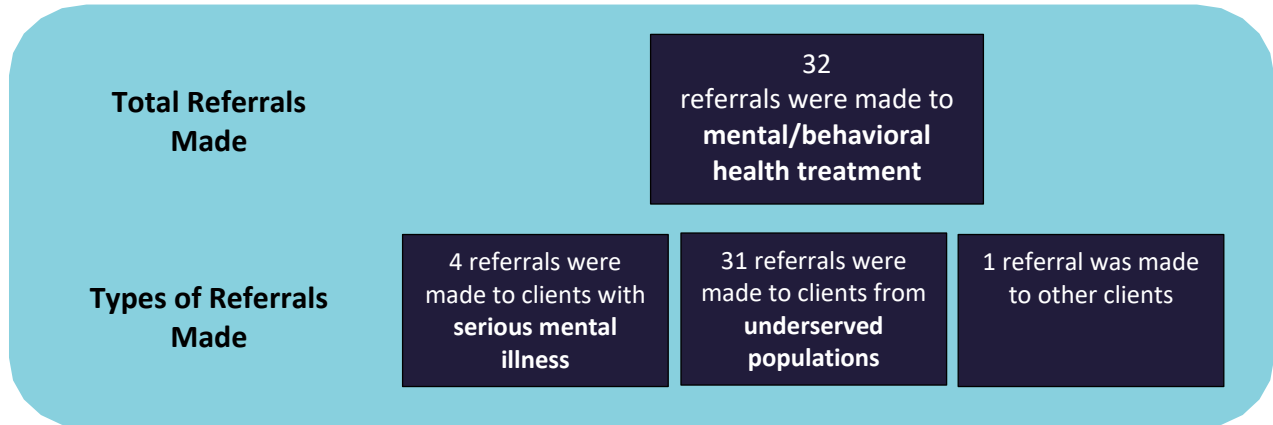 Total Referrals
Made
32
referrals were made to
mental/behavioral
health treatment
Types of Referrals
Made
4 referrals were
made to clients with
serious mental
illness
31 referrals were
made to clients from
underserved
populations
1 referral was made
to other clients